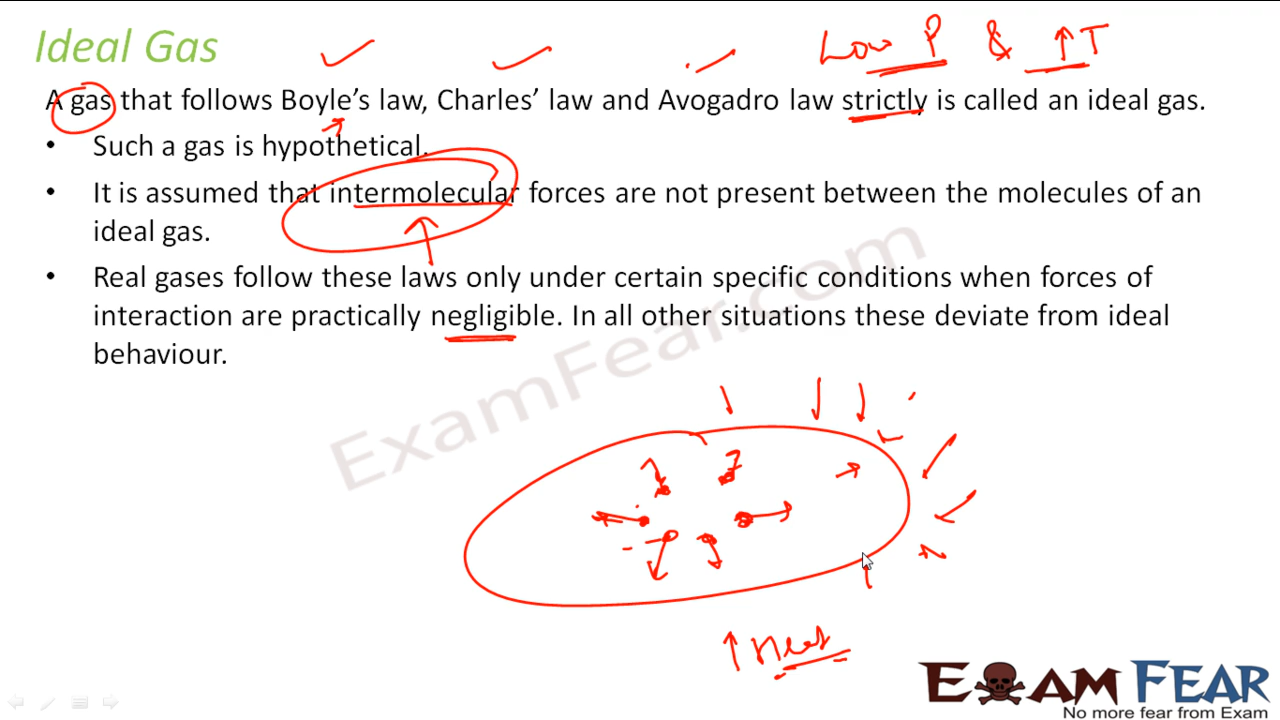 Ideal Gas
Low P & ↑ T
A gas that follows Boyle's law, Charles' law and Avogadro law strictly is called an ideal gas.
• Such a gas is hypothetical.
• It is assumed that intermolecular forces are not present between the molecules of an
ideal gas.
• Real gases follow these laws only under certain specific conditions when forces of
interaction are practically negligible. In all other situations these deviate from ideal
behaviour.
ExamFear.com
↑ Heat
EXAM FEAR
No more fear from Exam